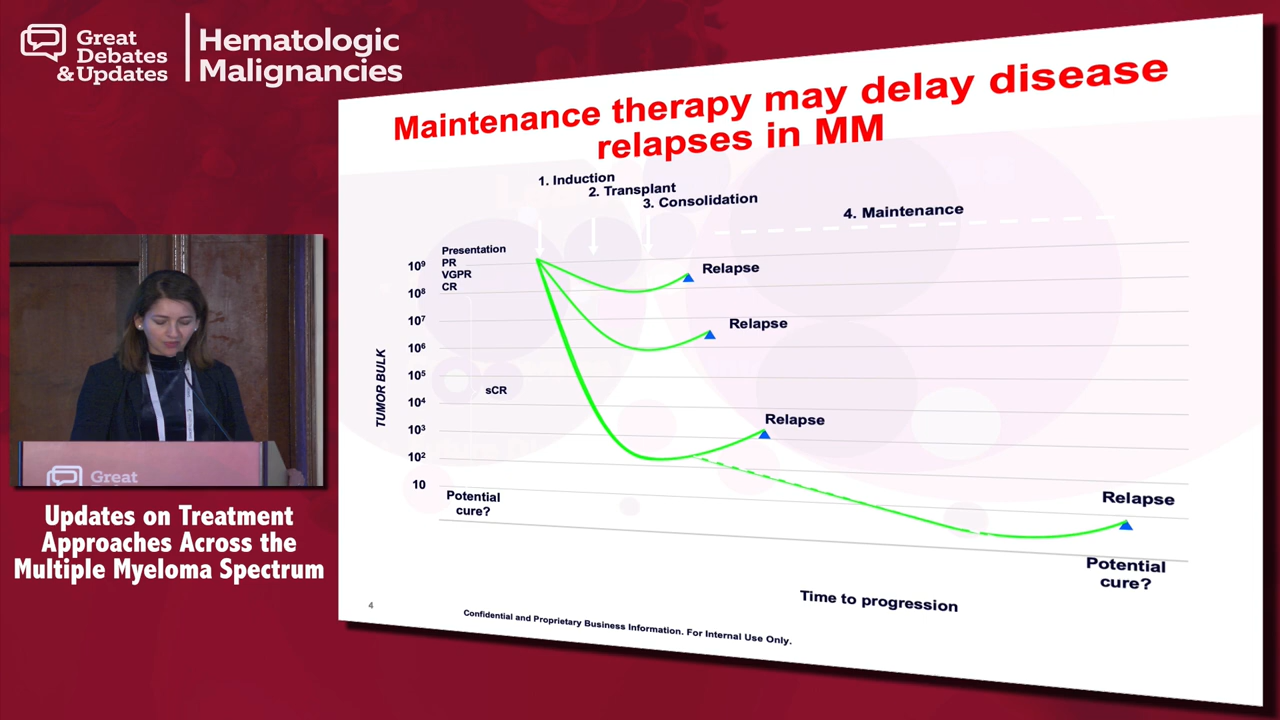 Great
Debates
& Updates
Hematologic
Malignancies
Maintenance therapy may delay disease
relapses in MM
1. Induction
2. Transplant
3. Consolidation
4. Maintenance
Presentation
PR
VGPR
CR
10⁹
10⁸
10⁷
10⁶
10⁵
10⁴
10³
10²
10
TUMOR BULK
sCR
Relapse
Relapse
Relapse
Relapse
Potential
cure?
Potential
cure?
Time to progression
4
Confidential and Proprietary Business Information. For Internal Use Only.
Great
Updates on Treatment
Approaches Across the
Multiple Myeloma Spectrum